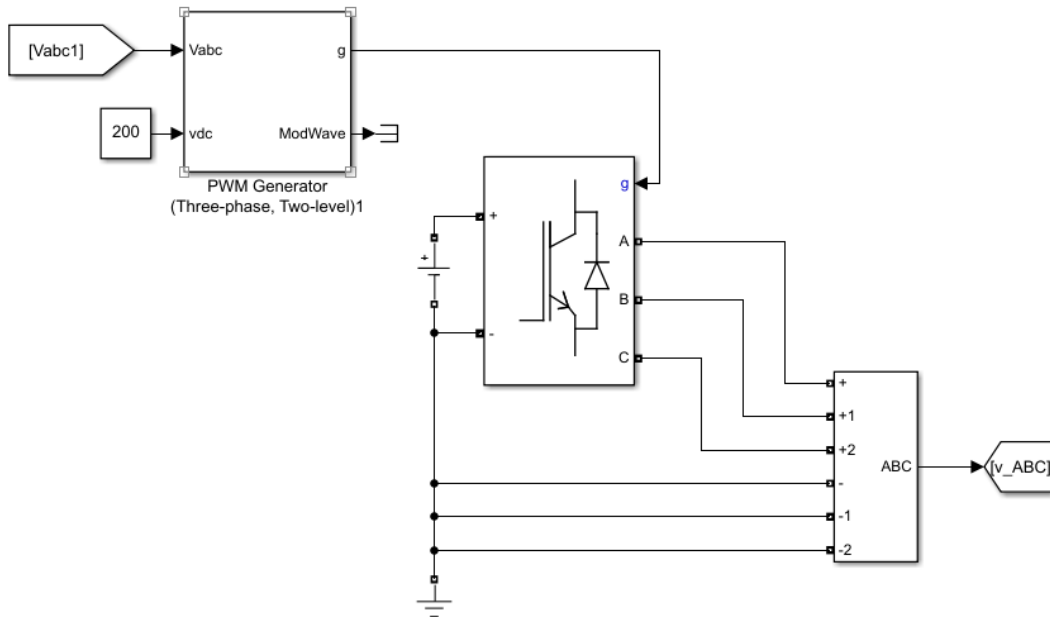 [Vabc1]
Vabc
g
200
vdc
ModWave
PWM Generator
(Three-phase, Two-level)1
g
+
A
+
B
-
C
+
+1
+2
ABC
[v_ABC]
-
-1
-2